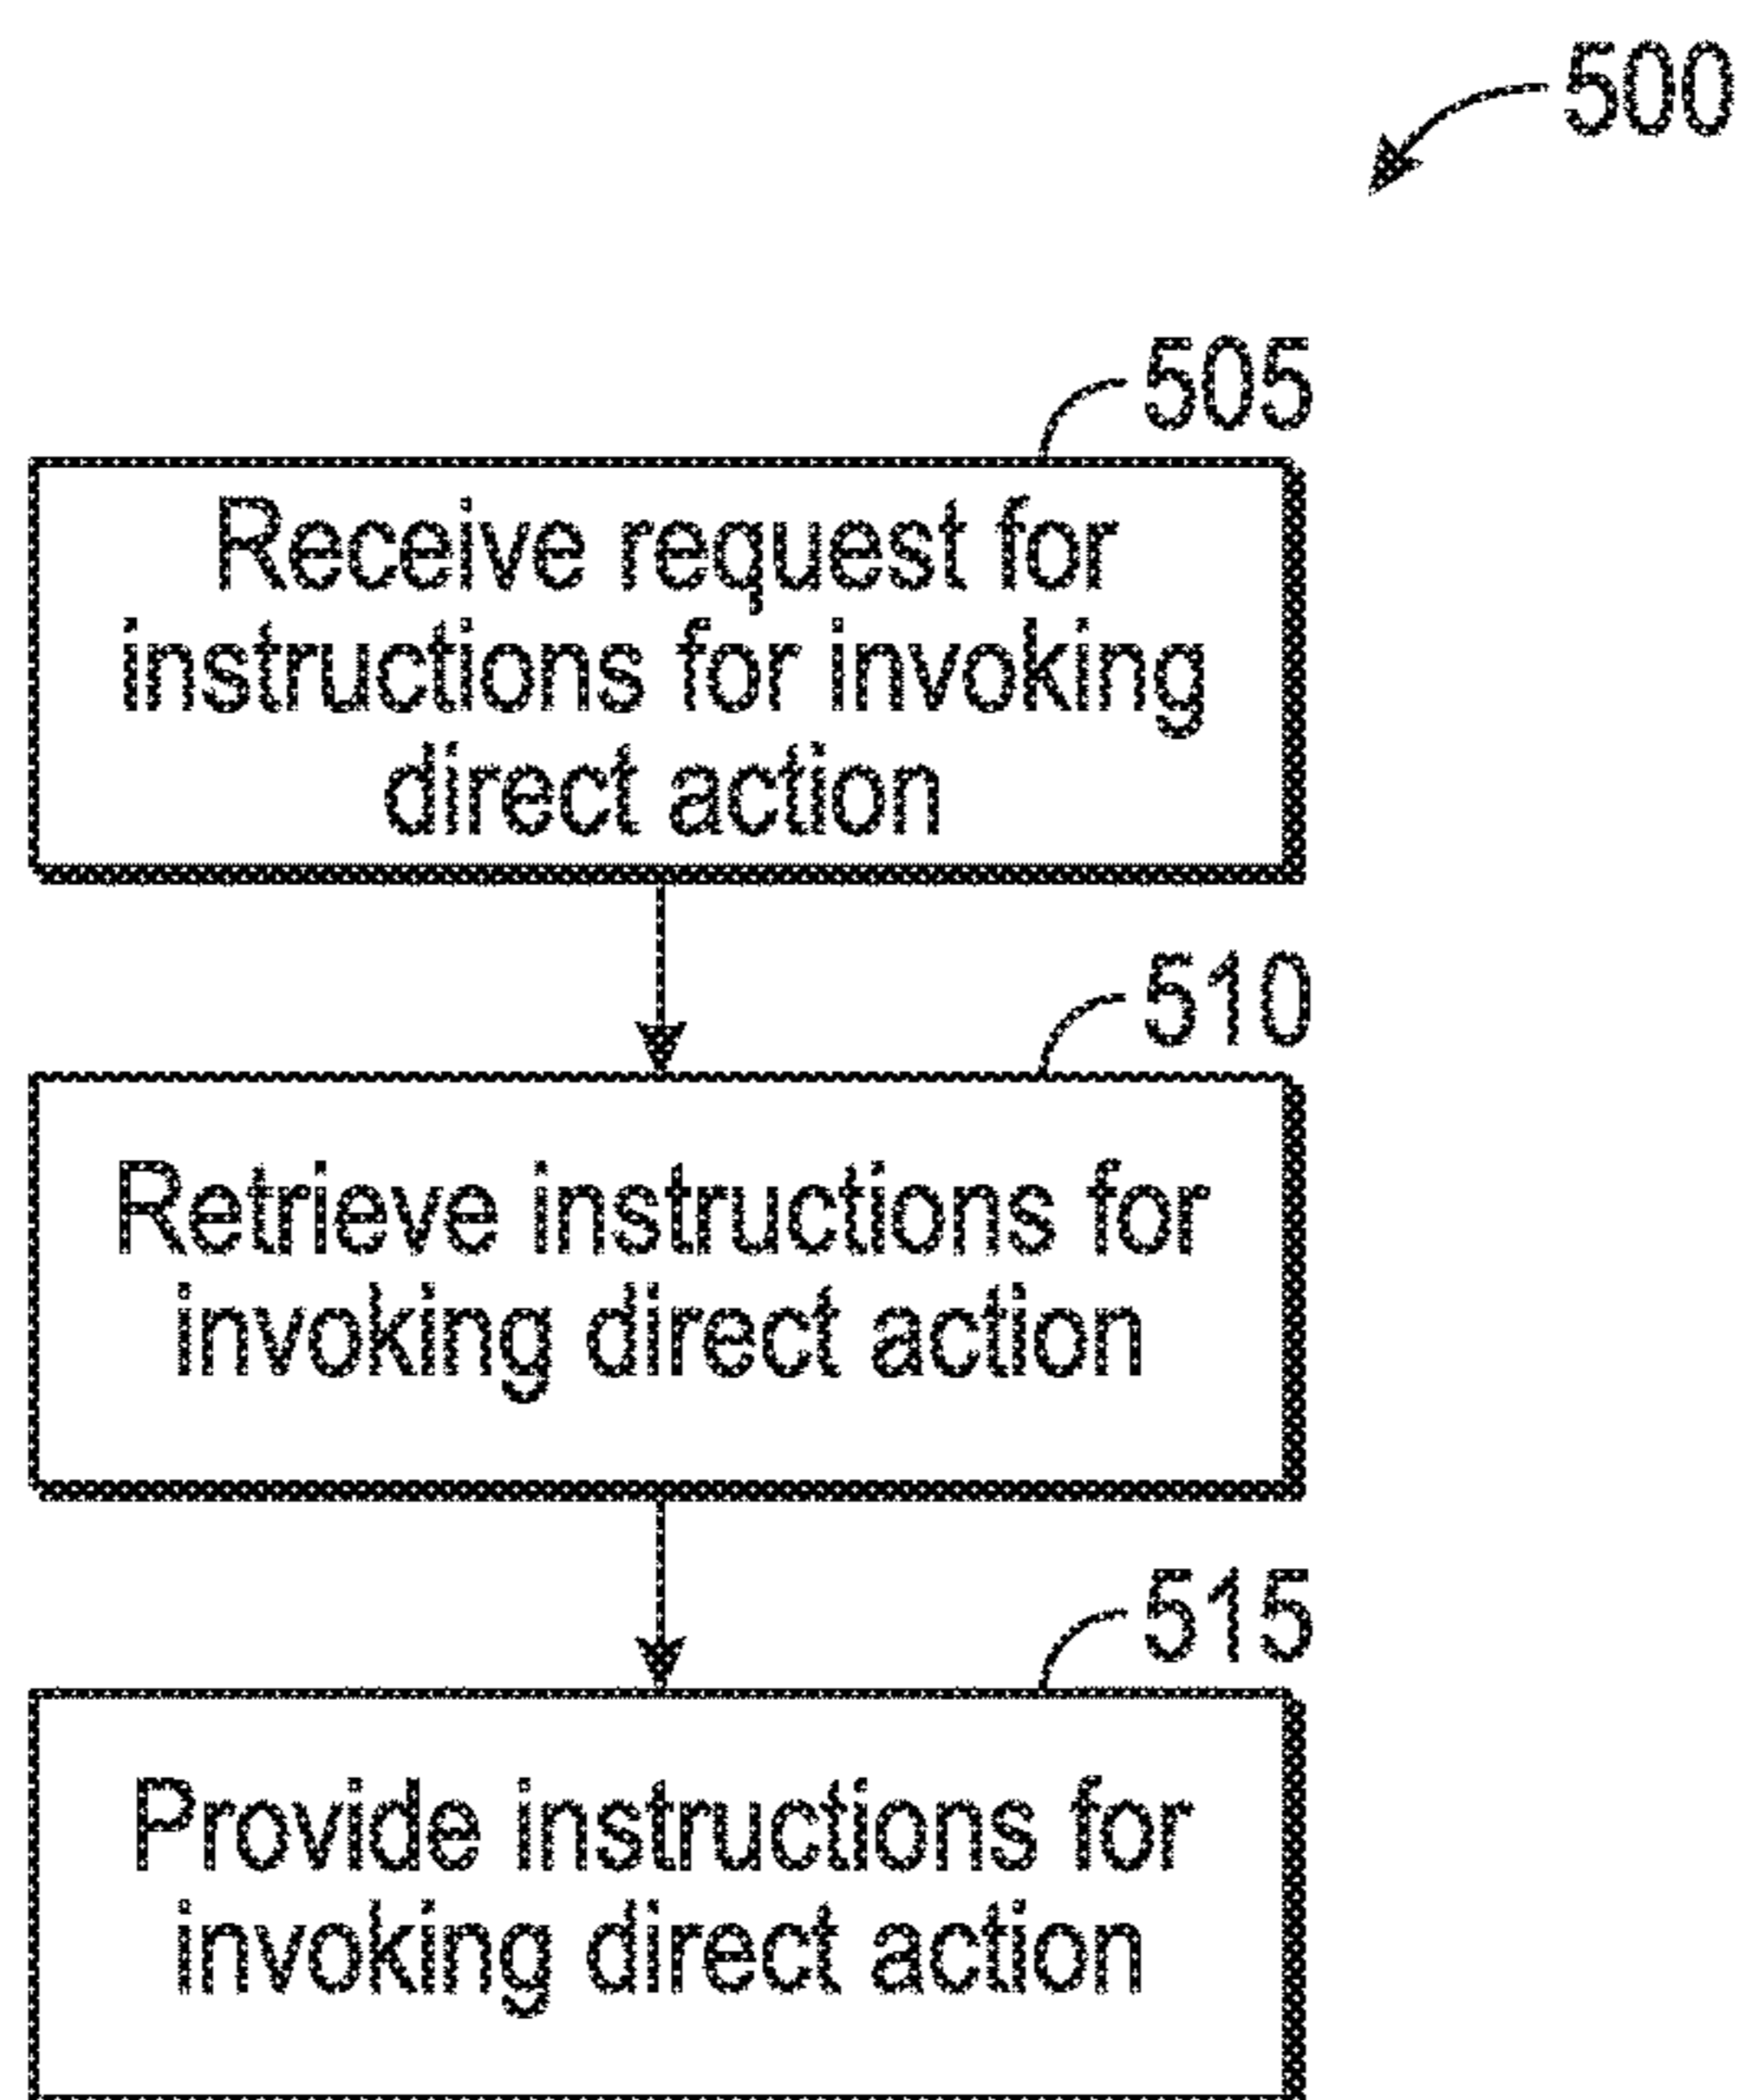 500
505
Receive request for
instructions for invoking
direct action
510
Retrieve instructions for
invoking direct action
515
Provide instructions for
invoking direct action